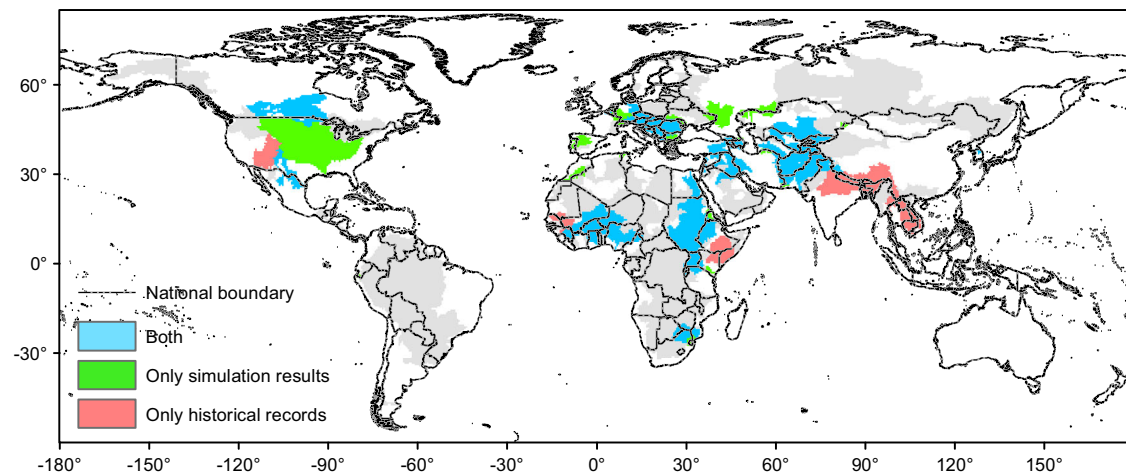 60°
30°
0°
-30°
National boundary
Both
Only simulation results
Only historical records
-180° -150° -120° -90° -60° -30° 0° 30° 60° 90° 120° 150°